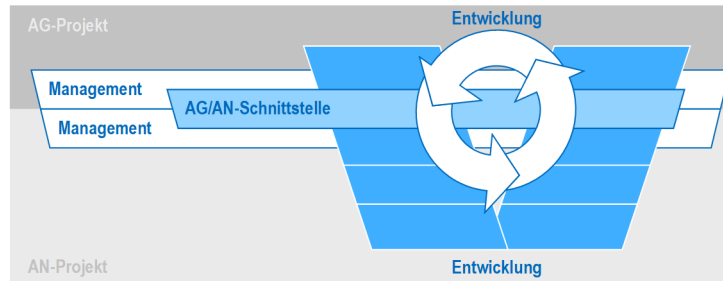 AG-Projekt
Entwicklung
Management
AG/AN-Schnittstelle
Management
AN-Projekt
Entwicklung